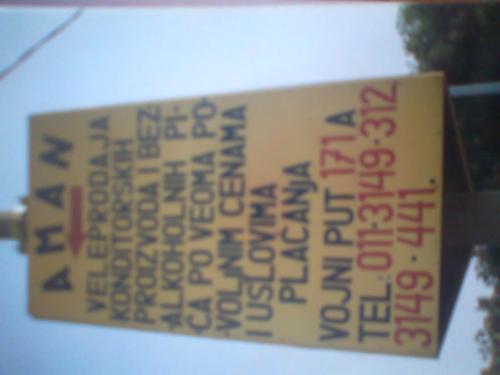 AMAN
VELEPRODAJA
KONDITORSKIH
PROIZVODA I BEZ-
-ALKOHOLNIH PI-
-ĆA PO VEOMA PO-
-VOLJNIM CENAMA
I USLOVIMA
PLAĆANjA
VOJNI PUT 171 A
TEL: 011-3149-312
3149-441.